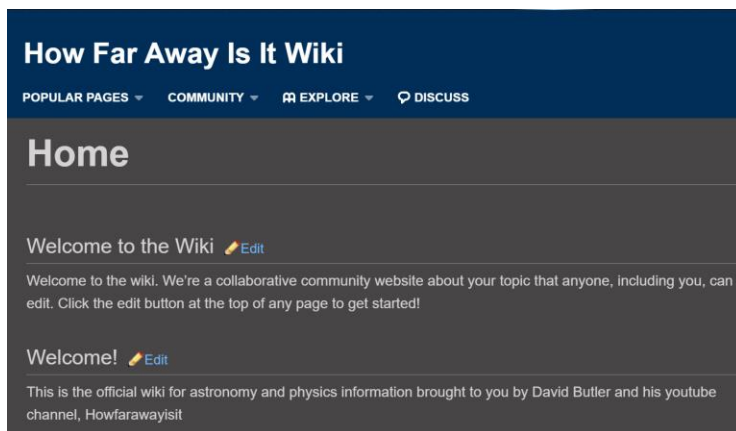 How Far Away Is It Wiki
POPULAR PAGES COMMUNITY EXPLORE DISCUSS
Home
Welcome to the Wiki Edit
Welcome to the wiki. We're a collaborative community website about your topic that anyone, including you, can
edit. Click the edit button at the top of any page to get started!
Welcome! Edit
This is the official wiki for astronomy and physics information brought to you by David Butler and his youtube
channel, Howfarawayisit